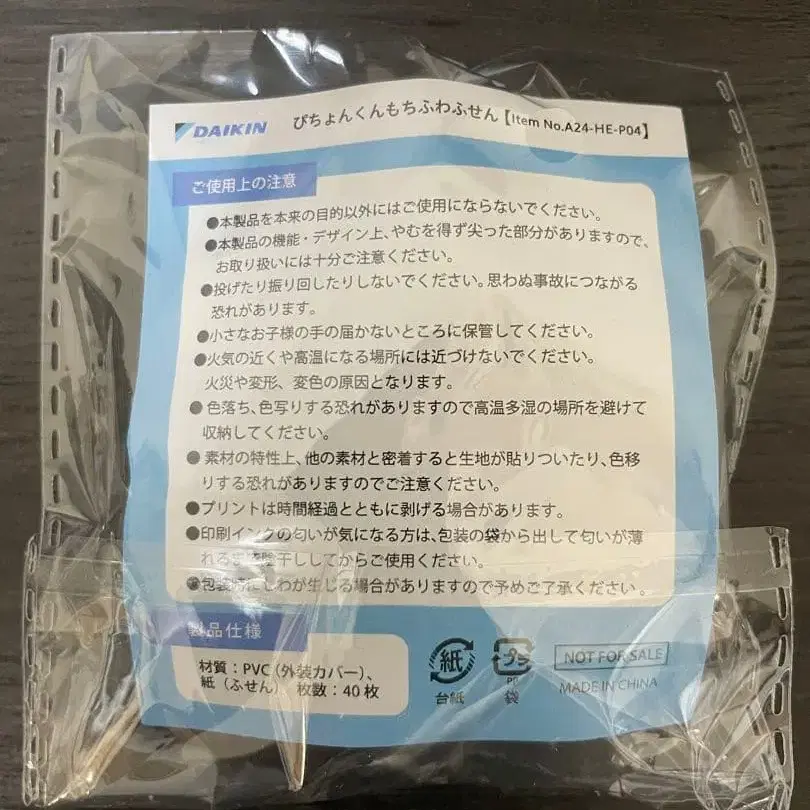 DAIKIN ぴちょんくんもちふわふせん【Item No.A24-HE-P04】
ご使用上の注意
●本製品を本来の目的以外にはご使用にならないでください。
●本製品の機能・デザイン上、やむを得ず尖った部分がありますので、
お取り扱いには十分ご注意ください。
●投げたり振り回したりしないでください。思わぬ事故につながる
恐れがあります。
●小さなお子様の手の届かないところに保管してください。
●火気の近くや高温になる場所には近づけないでください。
火災や変形、変色の原因となります。
●色落ち、色写りする恐れがありますので高温多湿の場所を避けて
収納してください。
●素材の特性上、他の素材と密着すると生地が貼りついたり、色移
りする恐れがありますのでご注意ください。
●プリントは時間経過とともに剥げる場合があります。
●印刷インクの匂いが気になる方は、包装の袋から出して匂いが薄
れるまで陰干ししてからご使用ください。
●包装時にしわが生じる場合がありますので予めご了承ください。
製品仕様
材質：PVC（外装カバー）、
紙（ふせん） 枚数：40枚
紙
台紙
プラ
PP
袋
NOT FOR SALE
MADE IN CHINA